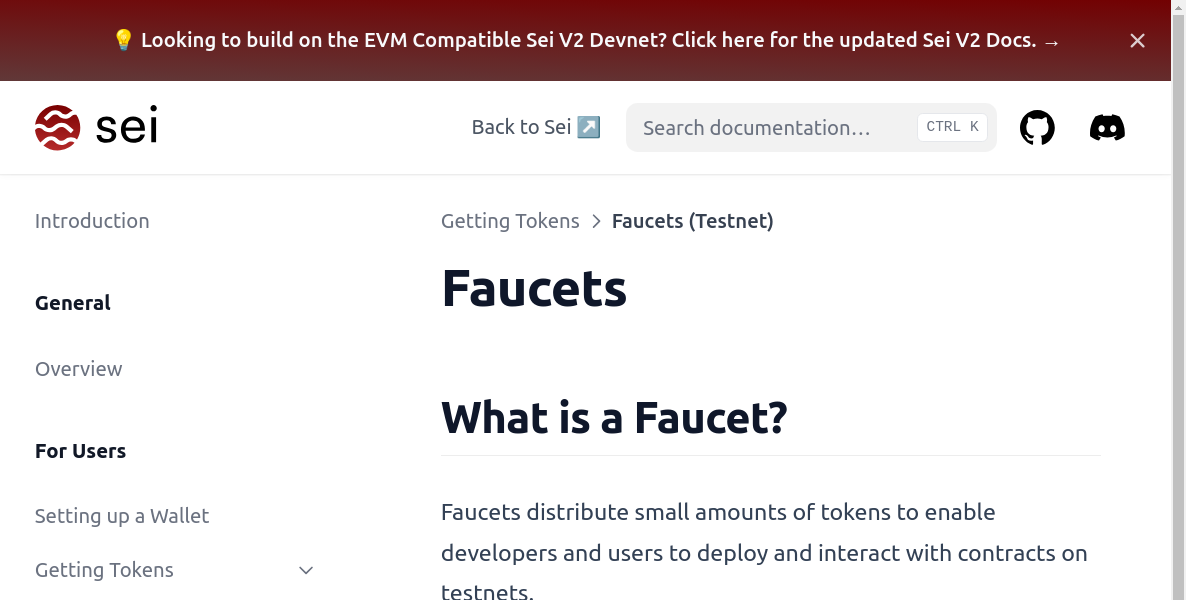 💡 Looking to build on the EVM Compatible Sei V2 Devnet? Click here for the updated Sei V2 Docs. →
sei
Back to Sei ↗️
Search documentation…
CTRL K
Introduction
General
Overview
For Users
Setting up a Wallet
Getting Tokens
Getting Tokens > Faucets (Testnet)
Faucets
What is a Faucet?
Faucets distribute small amounts of tokens to enable
developers and users to deploy and interact with contracts on
testnets.